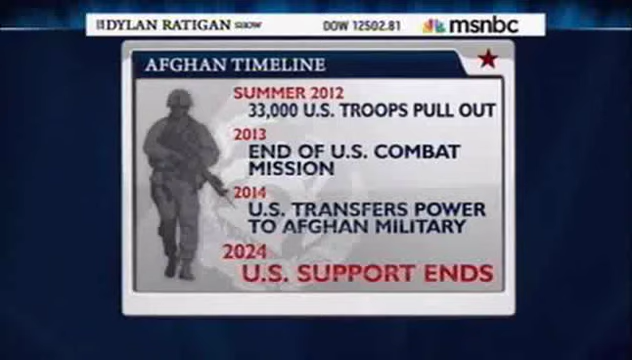 THE DYLAN RATIGAN SHOW DOW 12502.81 msnbc
AFGHAN TIMELINE
SUMMER 2012
33,000 U.S. TROOPS PULL OUT
2013
END OF U.S. COMBAT
MISSION
2014
U.S. TRANSFERS POWER
TO AFGHAN MILITARY
2024
U.S. SUPPORT ENDS